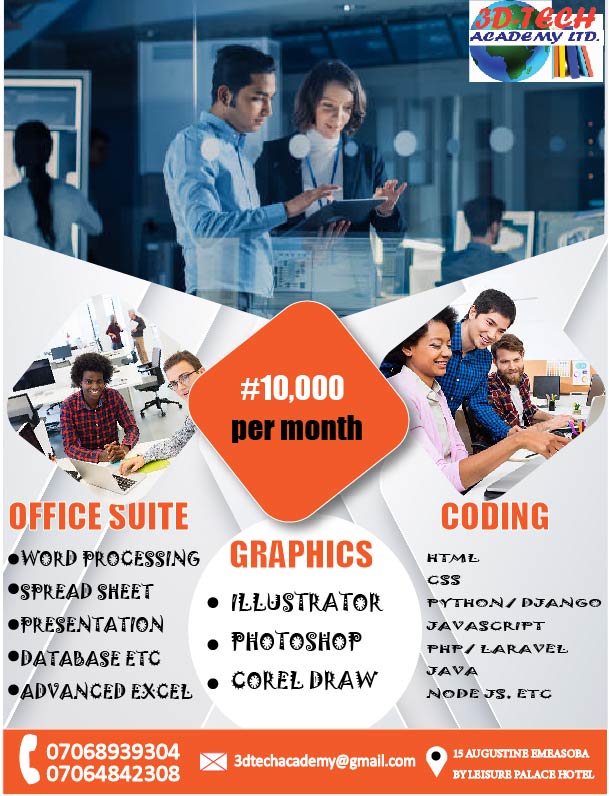 3D TECH
ACADEMY LTD.
#10,000
per month
OFFICE SUITE
•WORD PROCESSING
•SPREAD SHEET
•PRESENTATION
•DATABASE ETC
•ADVANCED EXCEL
GRAPHICS
• ILLUSTRATOR
• PHOTOSHOP
• COREL DRAW
CODING
HTML
CSS
PYTHON/ DJANGO
JAVASCRIPT
PHP/ LARAVEL
JAVA
NODE JS. ETC
07068939304
07064842308
3dtechacademy@gmail.com
15 AUGUSTINE EMEASOBA
BY LEISURE PALACE HOTEL